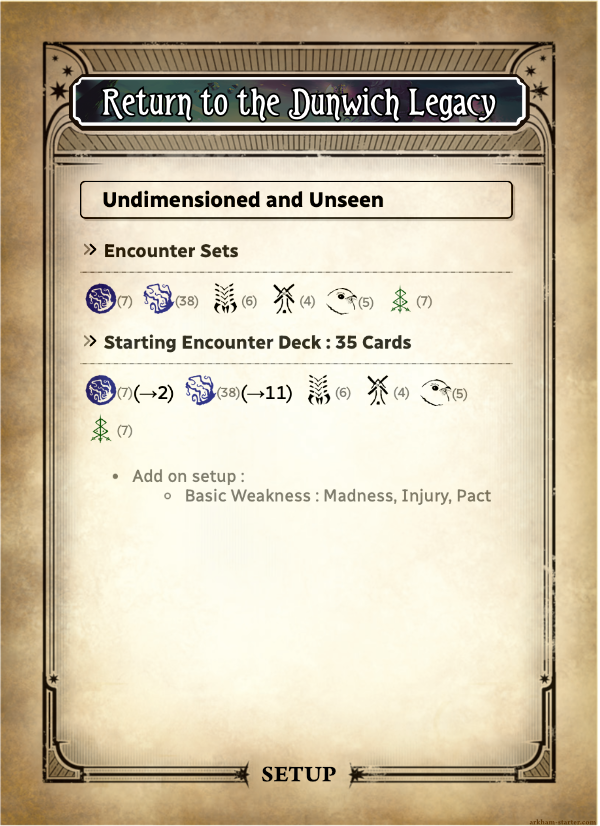 Return to the Dunwich Legacy
Undimensioned and Unseen
Encounter Sets
(7) (38) (6) (4) (5) (7)
Starting Encounter Deck : 35 Cards
(7)(→2) (38)(→11) (6) (4) (5)
(7)
• Add on setup :
◦ Basic Weakness : Madness, Injury, Pact
SETUP
arkham-starter.com